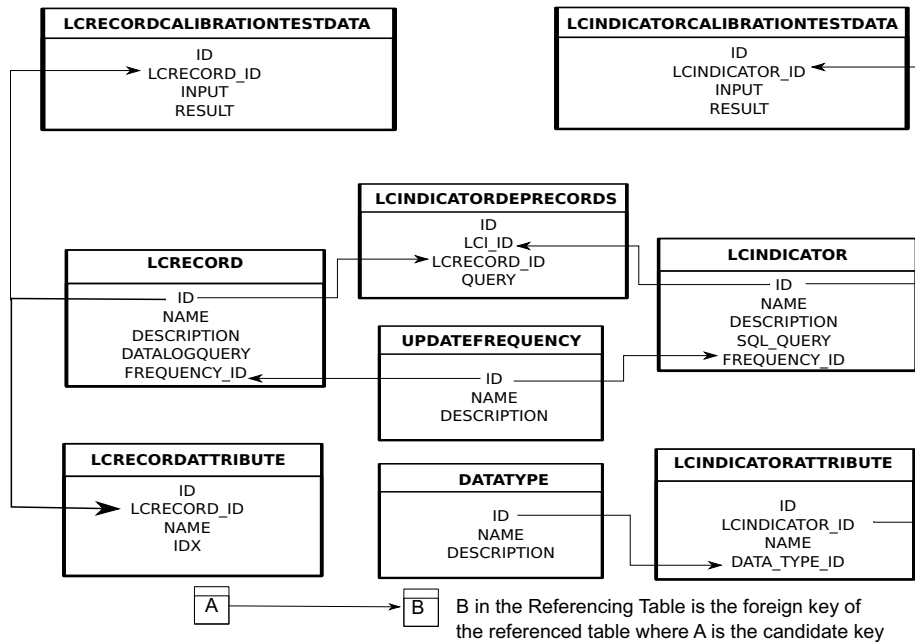 LCRECORDCALIBRATIONTESTDATA
ID
LCRECORD_ID
INPUT
RESULT
LCINDICATORCALIBRATIONTESTDATA
ID
LCINDICATOR_ID
INPUT
RESULT
LCINDICATORDEPRECORDS
ID
LCI_ID
LCRECORD_ID
QUERY
LCRECORD
ID
NAME
DESCRIPTION
DATALOGQUERY
FREQUENCY_ID
LCINDICATOR
ID
NAME
DESCRIPTION
SQL_QUERY
FREQUENCY_ID
UPDATEFREQUENCY
ID
NAME
DESCRIPTION
LCRECORDATTRIBUTE
ID
LCRECORD_ID
NAME
IDX
DATATYPE
ID
NAME
DESCRIPTION
LCINDICATORATTRIBUTE
ID
LCINDICATOR_ID
NAME
DATA_TYPE_ID
A
B
B in the Referencing Table is the foreign key of
the referenced table where A is the candidate key